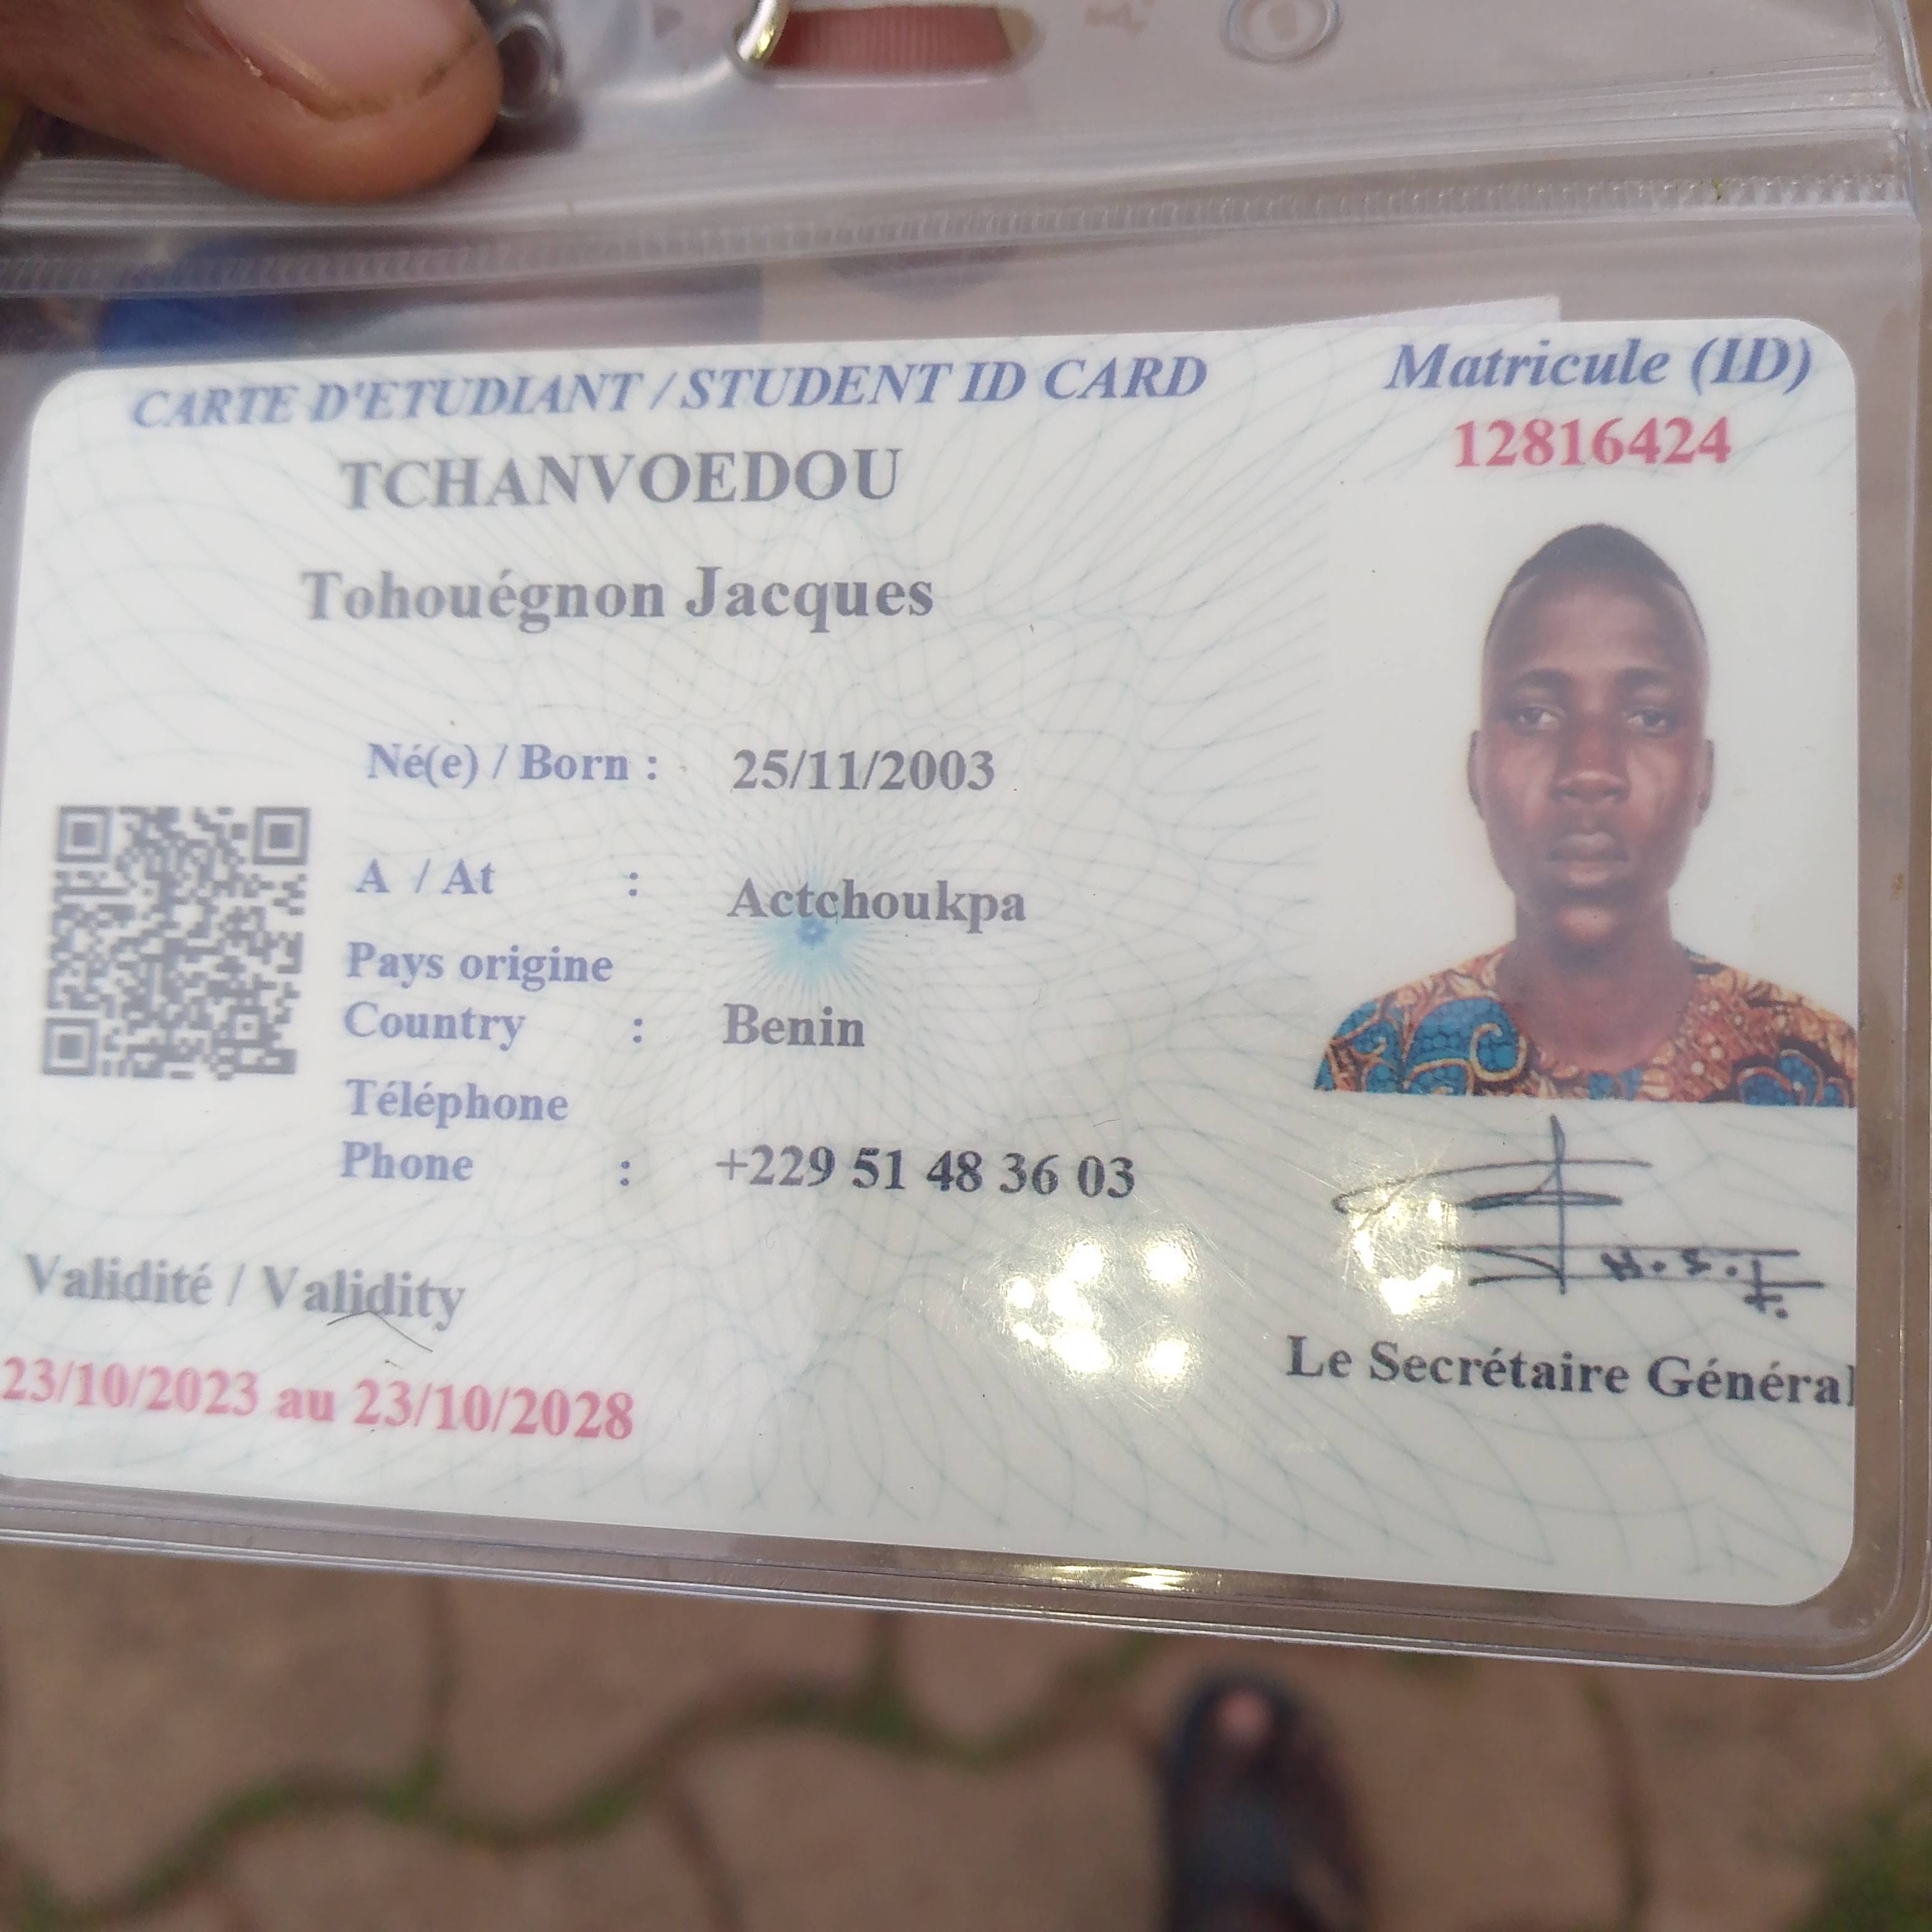 CARTE D'ETUDIANT / STUDENT ID CARD
Matricule (ID)
12816424
TCHANVOEDOU
Tohouégnon Jacques
Né(e) / Born : 25/11/2003
A / At : Actchoukpa
Pays origine
Country : Benin
Téléphone
Phone : +229 51 48 36 03
Validité / Validity
23/10/2023 au 23/10/2028
Le Secrétaire Général